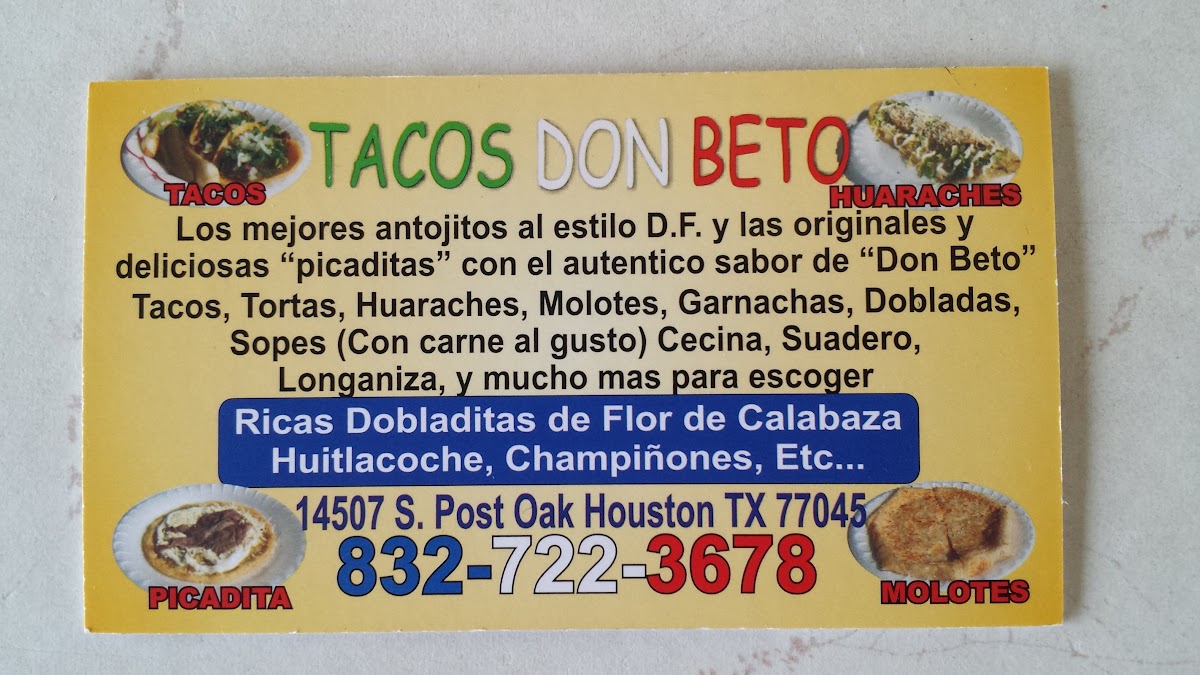 TACOS DON BETO
TACOS
HUARACHES
Los mejores antojitos al estilo D.F. y las originales y
deliciosas “picaditas” con el autentico sabor de “Don Beto”
Tacos, Tortas, Huaraches, Molotes, Garnachas, Dobladas,
Sopes (Con carne al gusto) Cecina, Suadero,
Longaniza, y mucho mas para escoger
Ricas Dobladitas de Flor de Calabaza
Huitlacoche, Champiñones, Etc...
14507 S. Post Oak Houston TX 77045
832-722-3678
PICADITA
MOLOTES